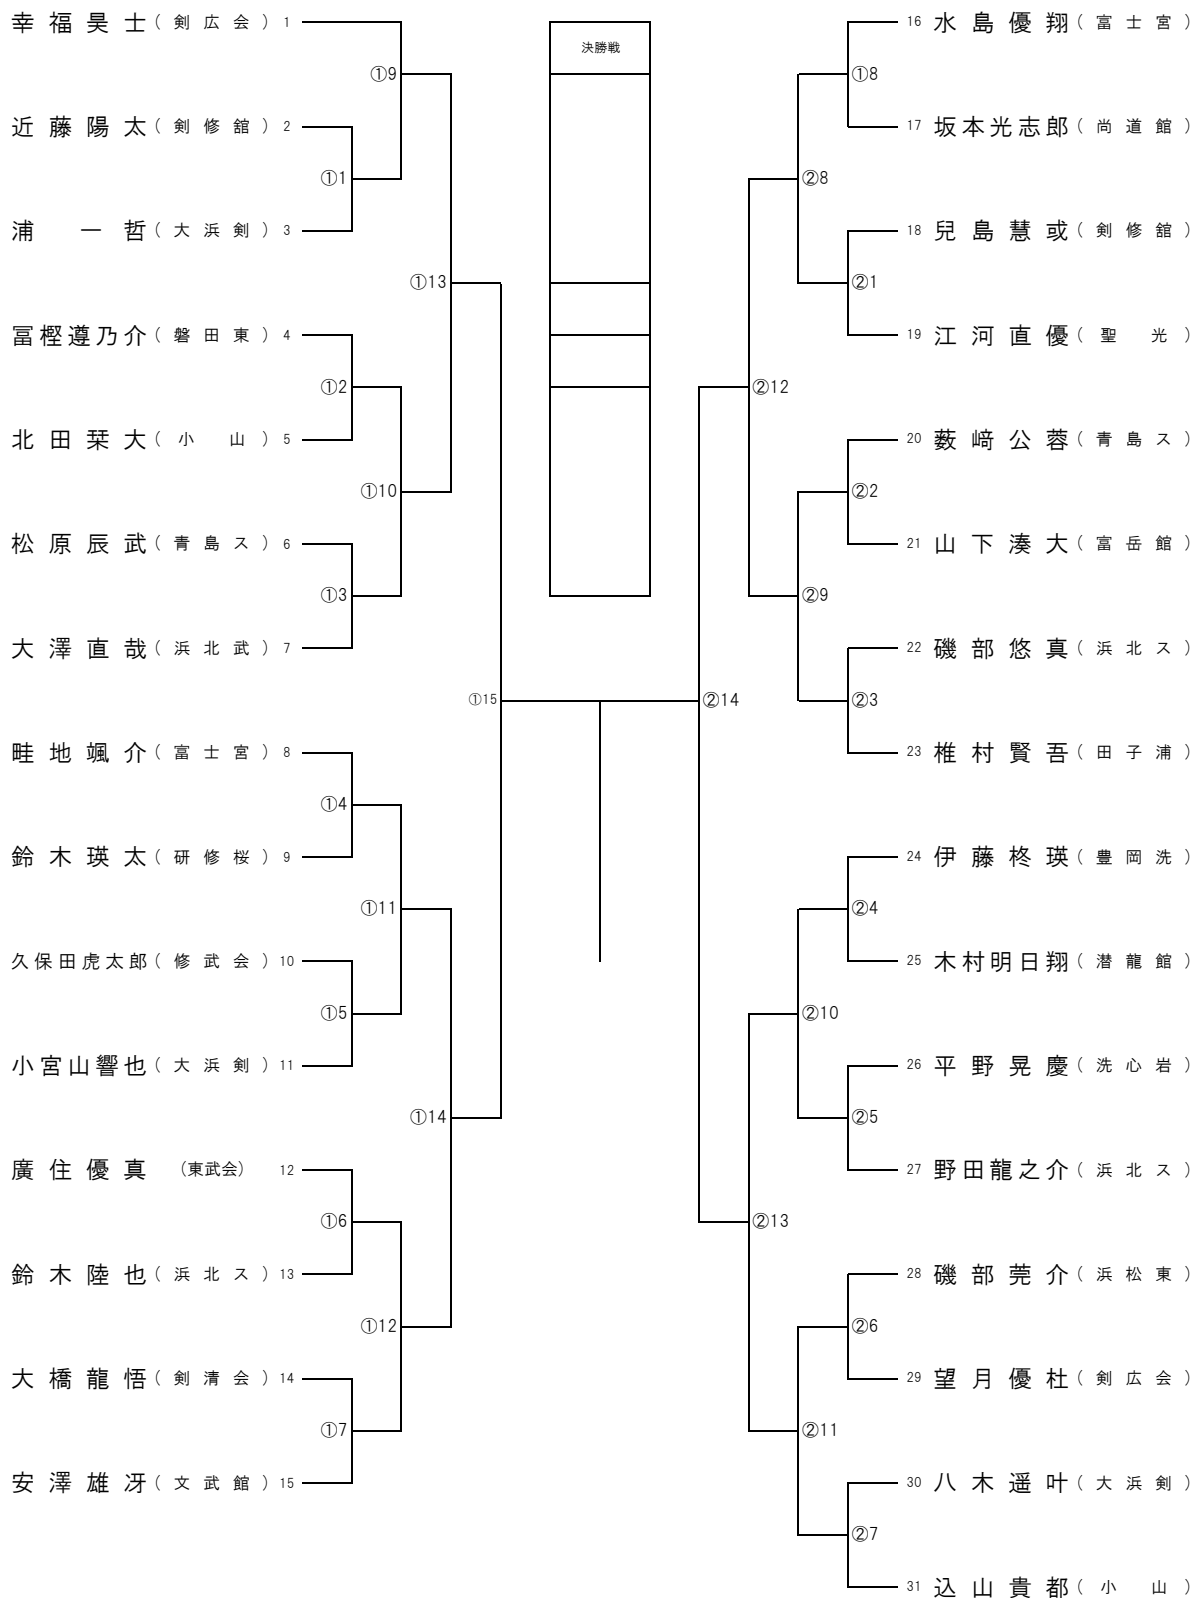 幸福昊士（剣広会）1
①9
近藤陽太（剣修舘）2
①1
浦一哲（大浜剣）3
①13
冨樫遵乃介（磐田東）4
①2
北田琹大（小山）5
①10
松原辰武（青島ス）6
①3
大澤直哉（浜北武）7
①15
畦地颯介（富士宮）8
①4
鈴木瑛太（研修桜）9
①11
久保田虎太郎（修武会）10
①5
小宮山響也（大浜剣）11
①14
廣住優真（東武会）12
①6
鈴木陸也（浜北ス）13
①12
大橋龍悟（剣清会）14
①7
安澤雄冴（文武館）15
決勝戦
16 水島優翔（富士宮）
①8
17 坂本光志郎（尚道館）
②8
18 兒島慧或（剣修舘）
②1
19 江河直優（聖光）
②12
20 薮﨑公蓉（青島ス）
②2
21 山下湊大（富岳館）
②9
22 磯部悠真（浜北ス）
②3
②14
23 椎村賢吾（田子浦）
24 伊藤柊瑛（豊岡洗）
②4
25 木村明日翔（潜龍館）
②10
26 平野晃慶（洗心岩）
②5
27 野田龍之介（浜北ス）
②13
28 磯部莞介（浜松東）
②6
29 望月優杜（剣広会）
②11
30 八木遥叶（大浜剣）
②7
31 込山貴都（小山）